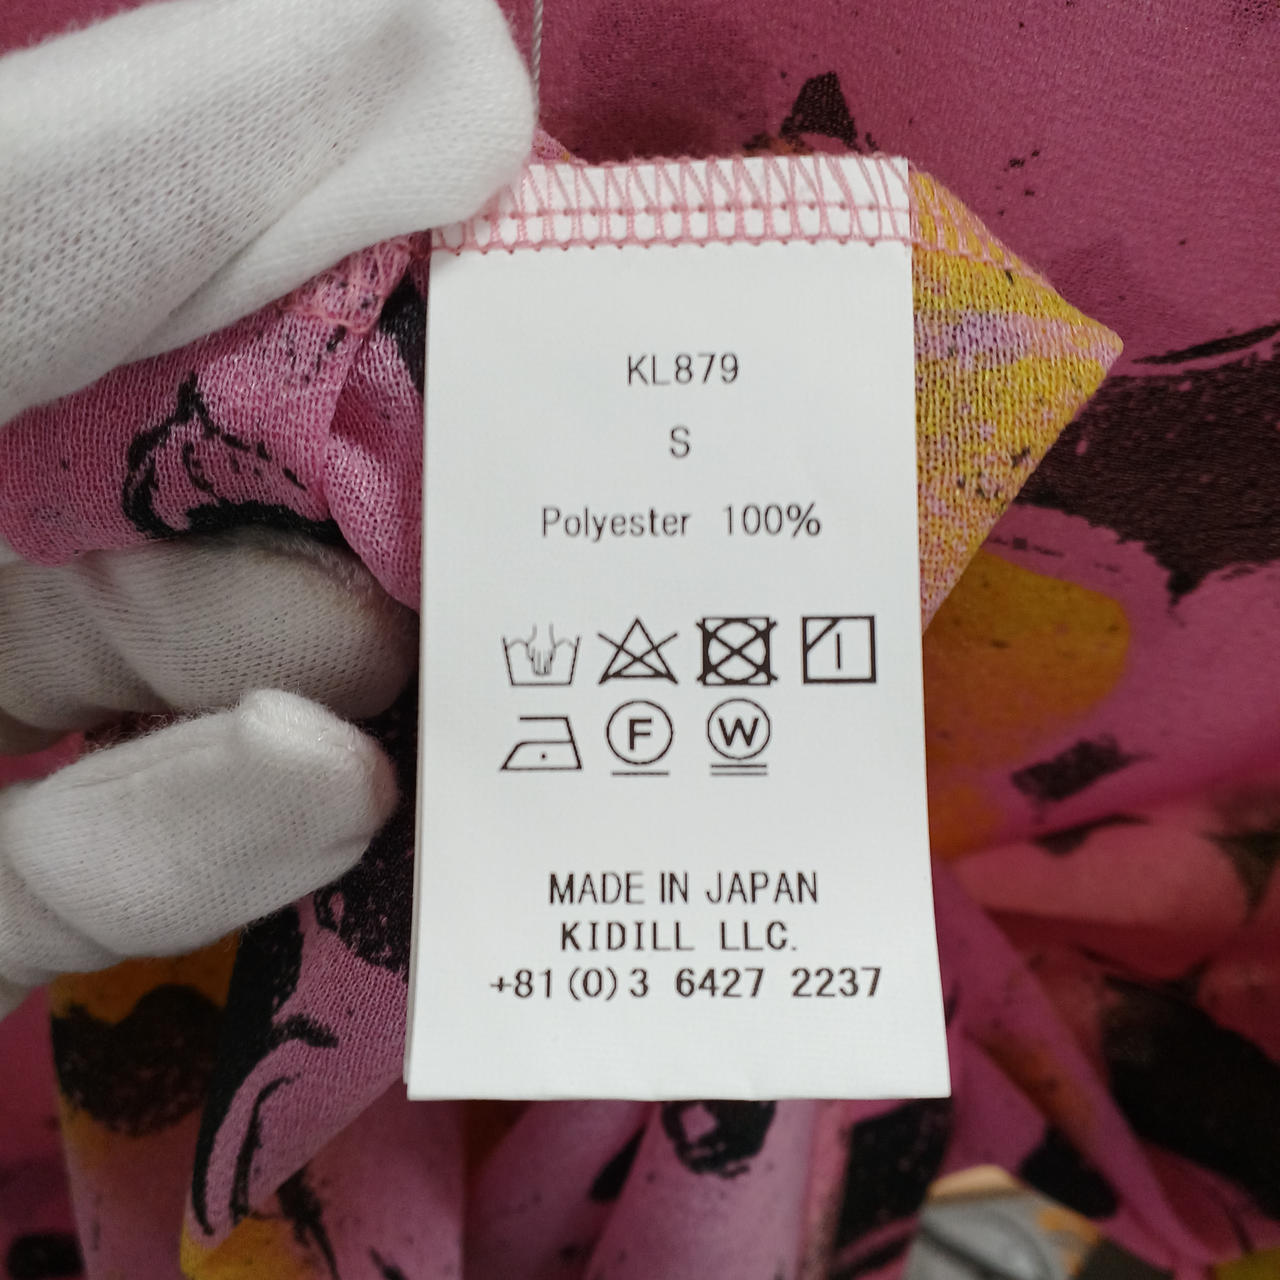 KL879
S
Polyester 100%
F W
MADE IN JAPAN
KIDILL LLC.
+81(0)3 6427 2237